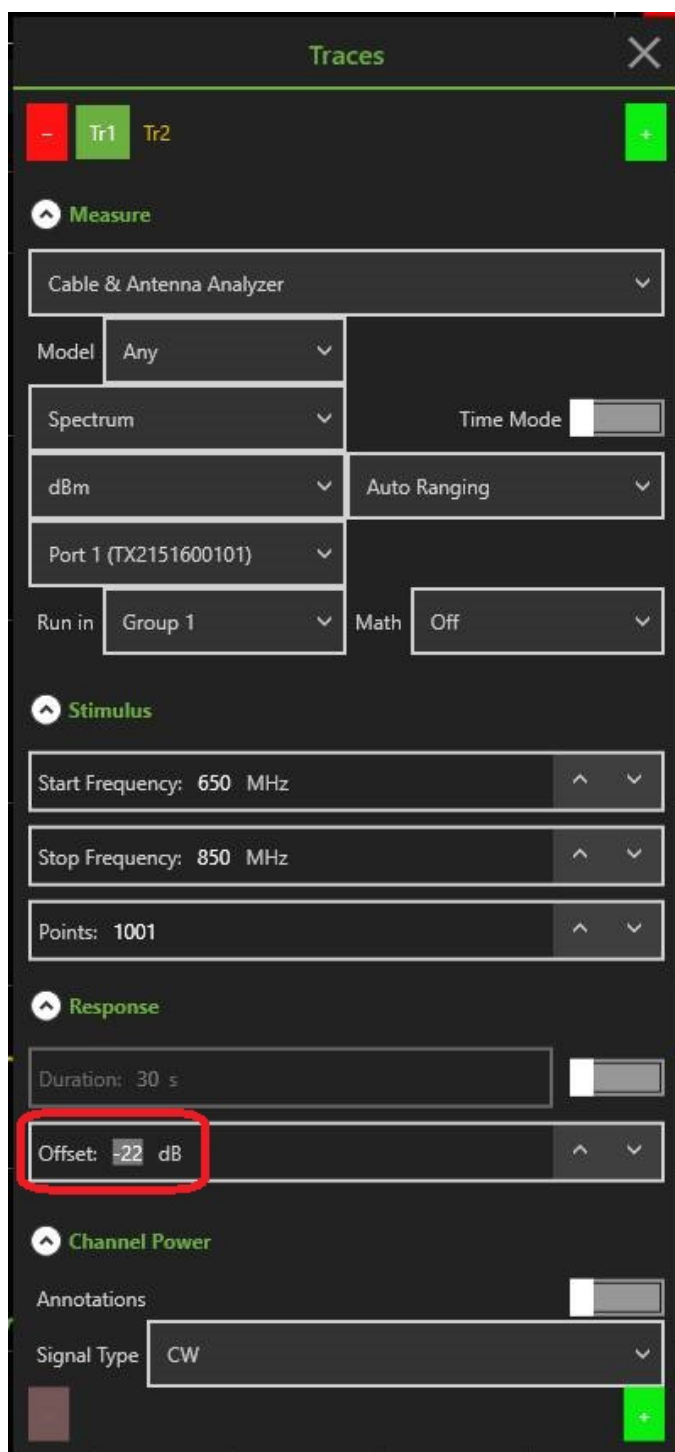 Traces
- Tr1 Tr2 +
Measure
Cable & Antenna Analyzer
Model Any
Spectrum Time Mode
dBm Auto Ranging
Port 1 (TX2151600101)
Run in Group 1 Math Off
Stimulus
Start Frequency: 650 MHz
Stop Frequency: 850 MHz
Points: 1001
Response
Duration: 30 s
Offset: -22 dB
Channel Power
Annotations
Signal Type CW
+